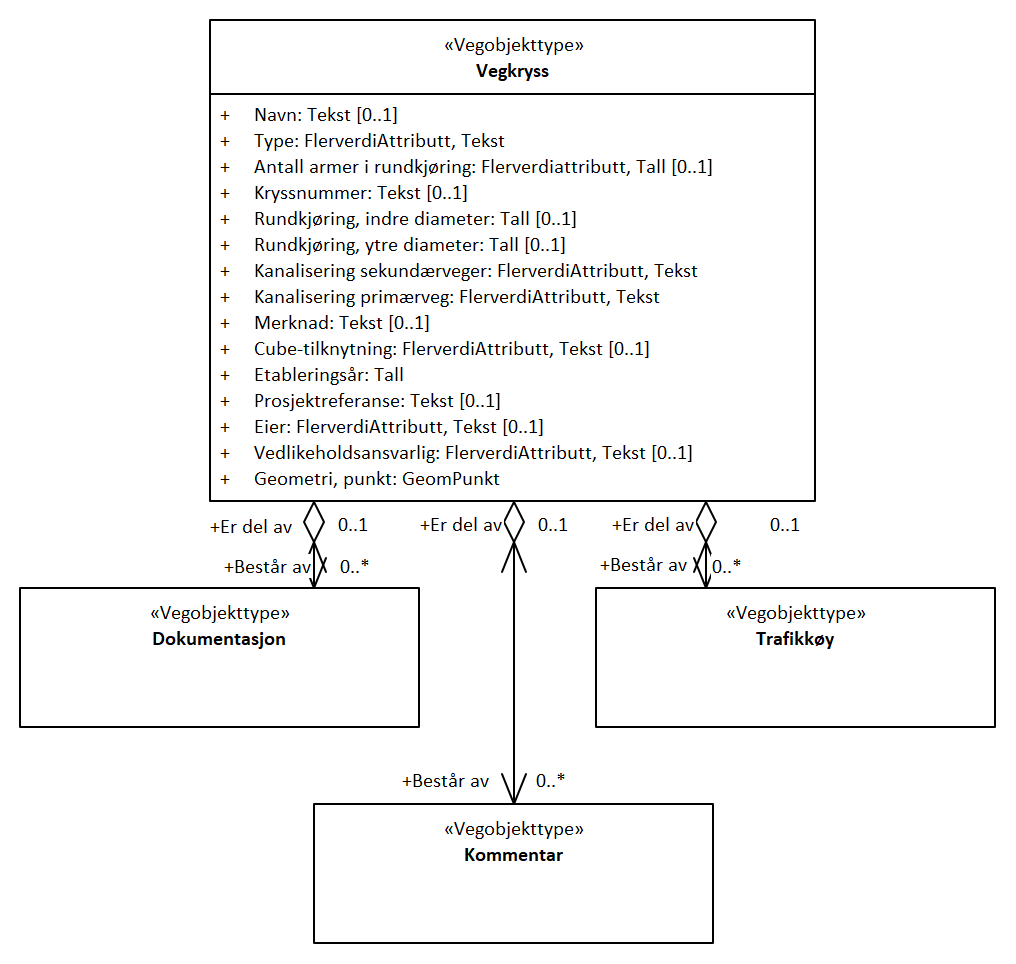 «Vegobjekttype»
Vegkryss
+ Navn: Tekst [0..1]
+ Type: FlerverdiAttributt, Tekst
+ Antall armer i rundkjøring: Flerverdiattributt, Tall [0..1]
+ Kryssnummer: Tekst [0..1]
+ Rundkjøring, indre diameter: Tall [0..1]
+ Rundkjøring, ytre diameter: Tall [0..1]
+ Kanalisering sekundærveger: FlerverdiAttributt, Tekst
+ Kanalisering primærveg: FlerverdiAttributt, Tekst
+ Merknad: Tekst [0..1]
+ Cube-tilknytning: FlerverdiAttributt, Tekst [0..1]
+ Etableringsår: Tall
+ Prosjektreferanse: Tekst [0..1]
+ Eier: FlerverdiAttributt, Tekst [0..1]
+ Vedlikeholdsansvarlig: FlerverdiAttributt, Tekst [0..1]
+ Geometri, punkt: GeomPunkt
+Er del av 0..1 +Er del av 0..1 +Er del av 0..1
+Består av 0..* +Består av 0..*
«Vegobjekttype» «Vegobjekttype»
Dokumentasjon Trafikkøy
+Består av 0..*
«Vegobjekttype»
Kommentar